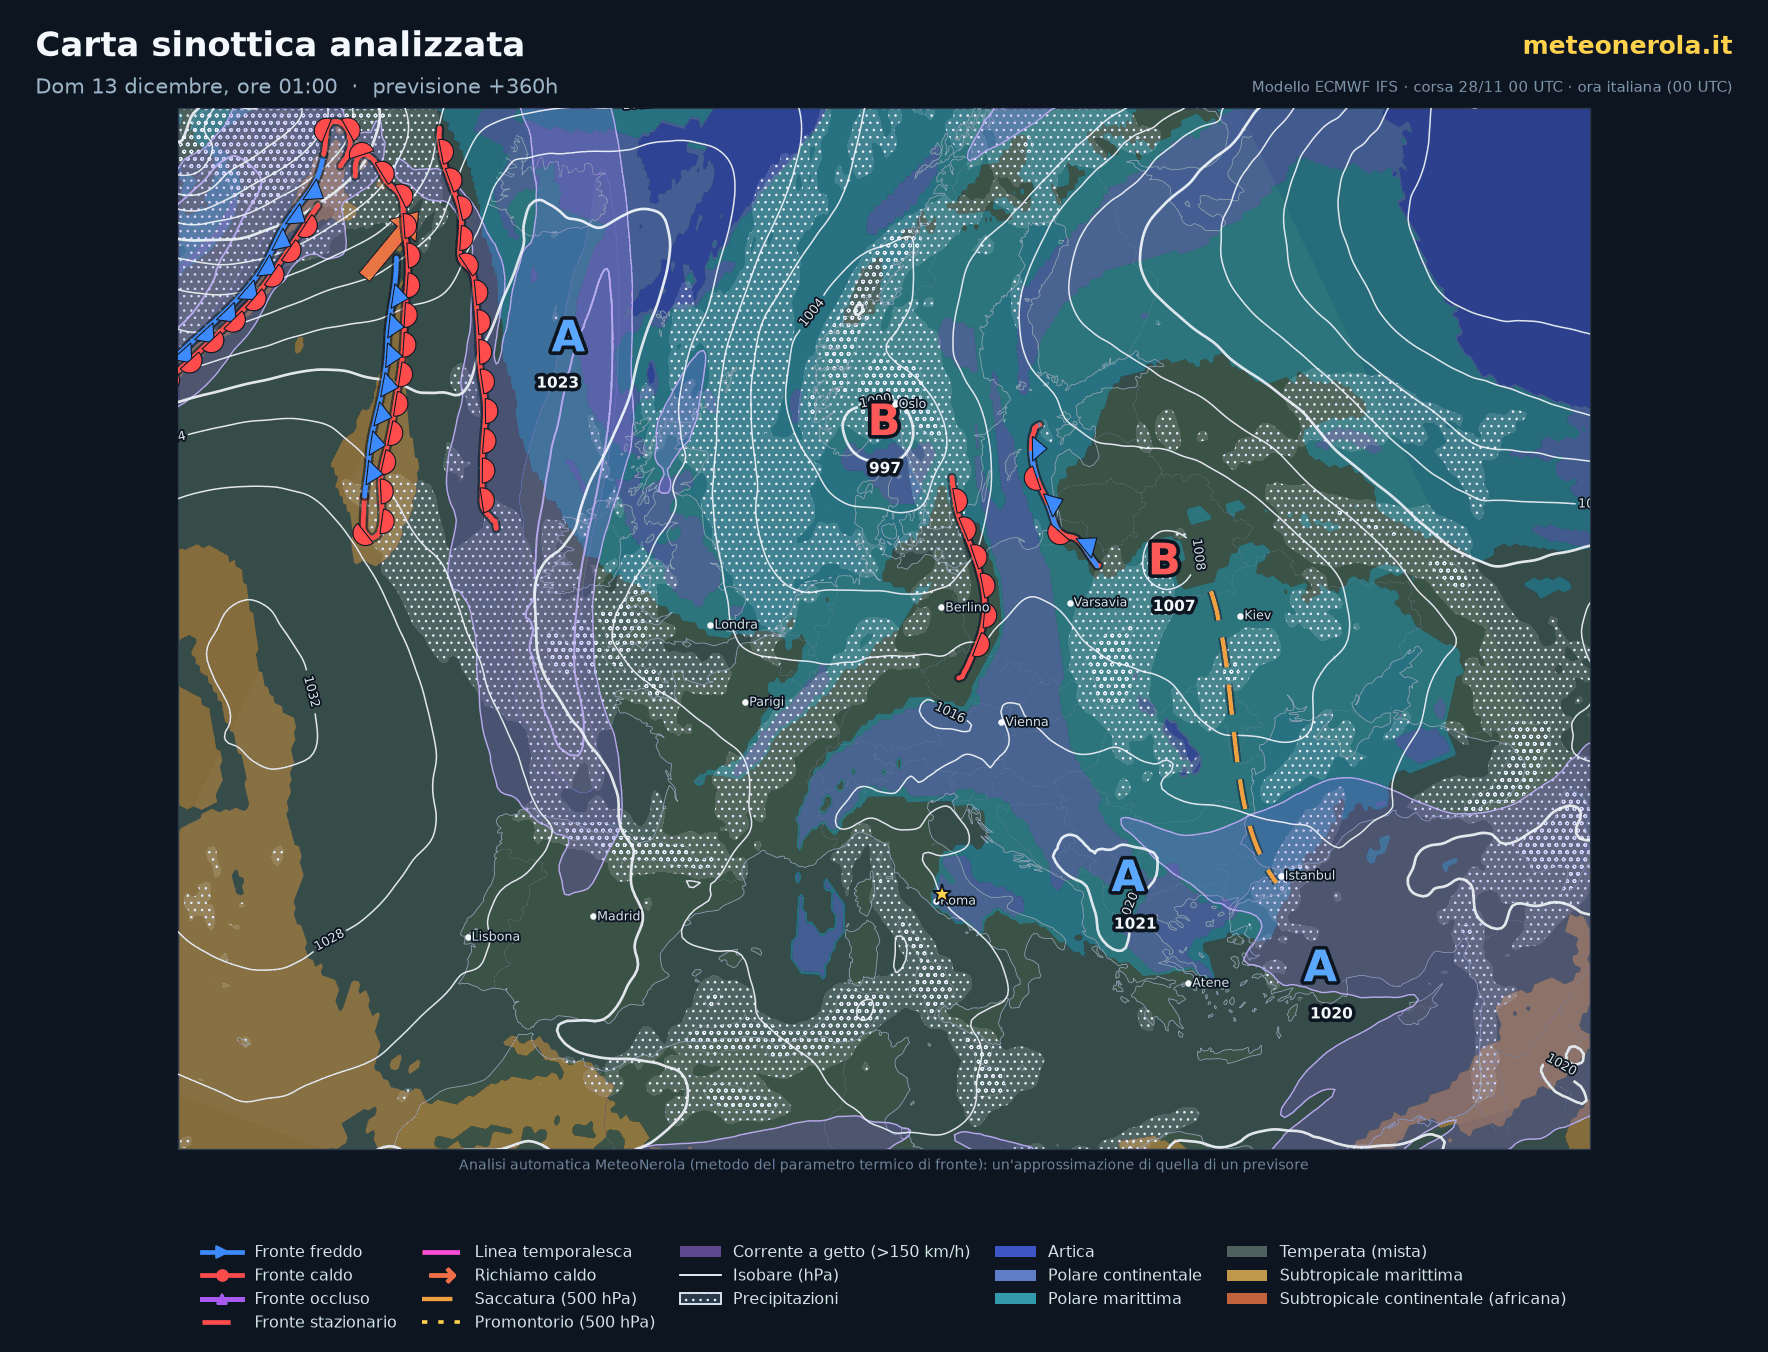 Carta sinottica analizzata
meteonerola.it
Dom 13 dicembre, ore 01:00 · previsione +360h
Modello ECMWF IFS · corsa 28/11 00 UTC · ora italiana (00 UTC)
1004
A
1023
1000
Oslo
B
997
4
10
B
1008
1007
Berlino
Varsavia
Kiev
Londra
1032
Parigi
1016
Vienna
A
1020
1021
Istanbul
Roma
Madrid
Lisbona
1028
A
1020
Atene
1020
Analisi automatica MeteoNerola (metodo del parametro termico di fronte): un'approssimazione di quella di un previsore
Fronte freddo
Fronte caldo
Fronte occluso
Fronte stazionario
Linea temporalesca
Richiamo caldo
Saccatura (500 hPa)
Promontorio (500 hPa)
Corrente a getto (>150 km/h)
Isobare (hPa)
Precipitazioni
Artica
Polare continentale
Polare marittima
Temperata (mista)
Subtropicale marittima
Subtropicale continentale (africana)